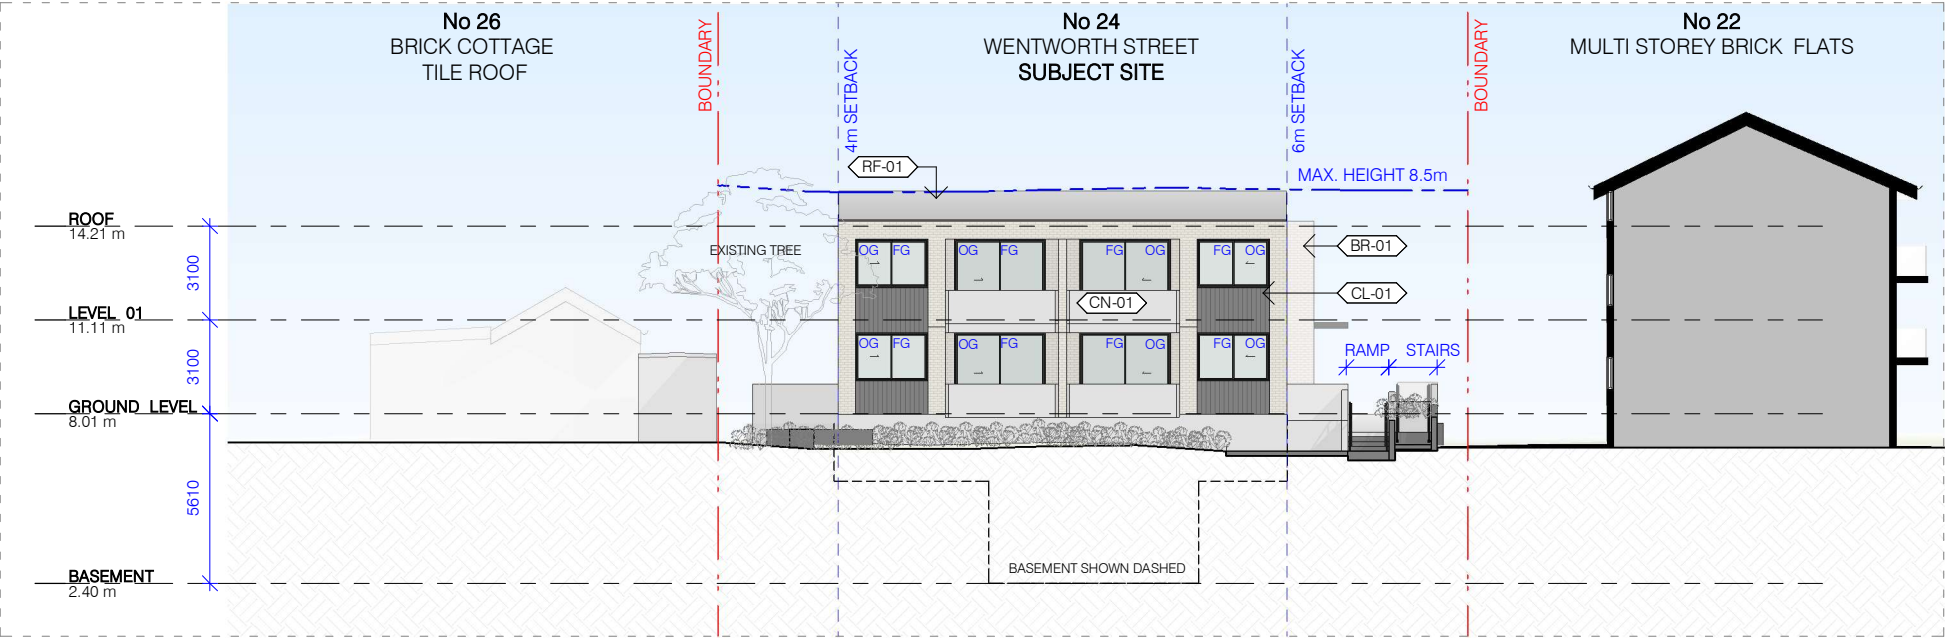 No 26
BRICK COTTAGE
TILE ROOF
BOUNDARY
No 24
WENTWORTH STREET
SUBJECT SITE
4m SETBACK
6m SETBACK
BOUNDARY
No 22
MULTI STOREY BRICK FLATS
RF-01
MAX. HEIGHT 8.5m
ROOF
14.21 m
EXISTING TREE
OG FG
OG FG
FG OG
FG OG
BR-01
3100
CN-01
CL-01
LEVEL 01
11.11 m
OG FG
OG FG
FG OG
FG OG
RAMP STAIRS
3100
GROUND LEVEL
8.01 m
5610
BASEMENT SHOWN DASHED
BASEMENT
2.40 m